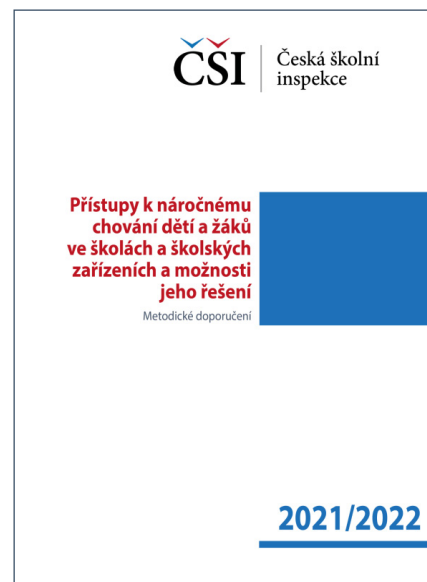 ČŠI
Česká školní
inspekce
Přístupy k náročnému
chování dětí a žáků
ve školách a školských
zařízeních a možnosti
jeho řešení
Metodické doporučení
2021/2022